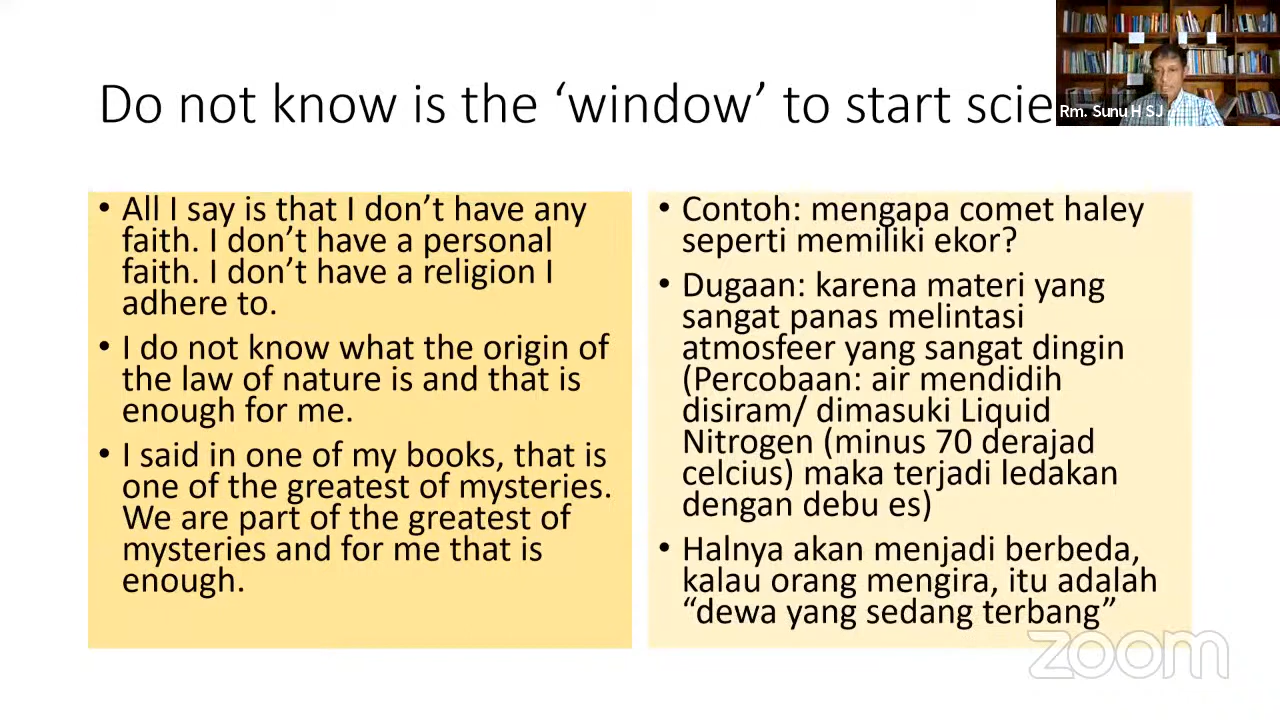 Do not know is the ‘window’ to start scie
Rm. Sunu H SJ
• All I say is that I don’t have any
faith. I don’t have a personal
faith. I don’t have a religion I
adhere to.
• I do not know what the origin of
the law of nature is and that is
enough for me.
• I said in one of my books, that is
one of the greatest of mysteries.
We are part of the greatest of
mysteries and for me that is
enough.
• Contoh: mengapa comet haley
seperti memiliki ekor?
• Dugaan: karena materi yang
sangat panas melintasi
atmosfeer yang sangat dingin
(Percobaan: air mendidih
disiram/ dimasuki Liquid
Nitrogen (minus 70 derajad
celcius) maka terjadi ledakan
dengan debu es)
• Halnya akan menjadi berbeda,
kalau orang mengira, itu adalah
“dewa yang sedang terbang”
zoom